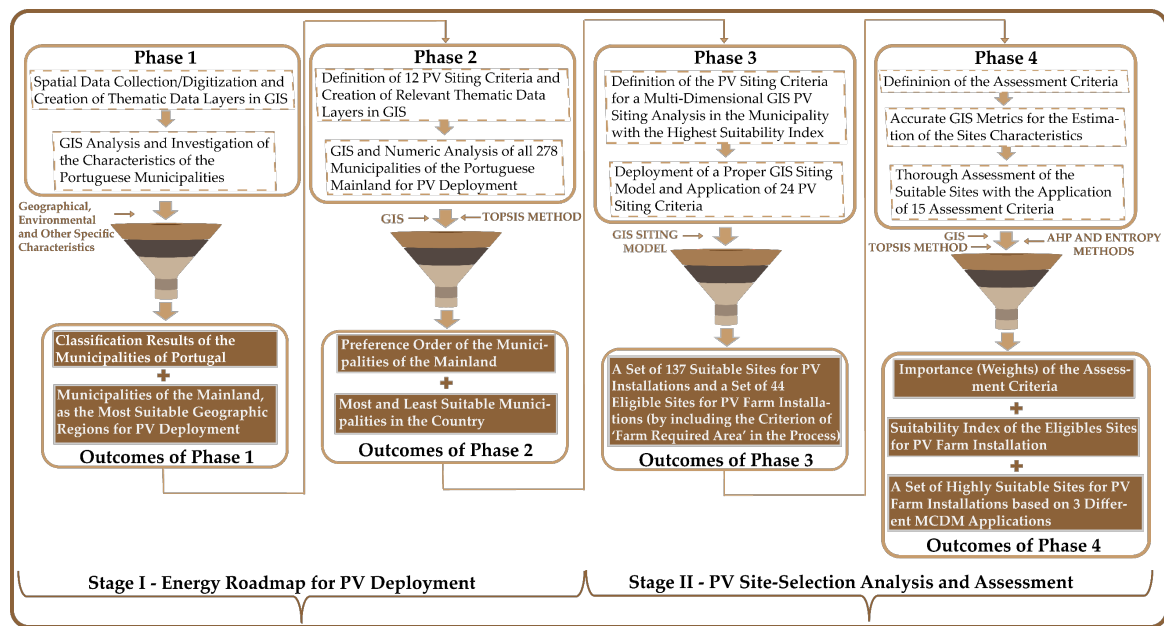 Phase 1
Spatial Data Collection/Digitization and
Creation of Thematic Data Layers in GIS
GIS Analysis and Investigation of
the Characteristics of the
Portuguese Municipalities
Geographical,
Environmental
and Other Specific
Characteristics
Classification Results of the
Municipalities of Portugal
+
Municipalities of the Mainland,
as the Most Suitable Geographic
Regions for PV Deployment
Outcomes of Phase 1
Phase 2
Definition of 12 PV Siting Criteria and
Creation of Relevant Thematic Data
Layers in GIS
GIS and Numeric Analysis of all 278
Municipalities of the Portuguese
Mainland for PV Deployment
GIS
TOPSIS METHOD
Preference Order of the Munici-
palities of the Mainland
+
Most and Least Suitable Munici-
palities in the Country
Outcomes of Phase 2
Phase 3
Definition of the PV Siting Criteria
for a Multi-Dimensional GIS PV
Siting Analysis in the Municipality
with the Highest Suitability Index
Deployment of a Proper GIS Siting
Model and Application of 24 PV
Siting Criteria
GIS SITING
MODEL
A Set of 137 Suitable Sites for PV
Installations and a Set of 44
Eligible Sites for PV Farm Installa-
tions (by including the Criterion of
‘Farm Required Area’ in the Process)
Outcomes of Phase 3
Phase 4
Defininion of the Assessment Criteria
Accurate GIS Metrics for the Estima-
tion of the Sites Characteristics
Thorough Assessment of the
Suitable Sites with the Application
of 15 Assessment Criteria
GIS
TOPSIS METHOD
AHP AND ENTROPY
METHODS
Importance (Weights) of the Assess-
ment Criteria
+
Suitability Index of the Eligibles Sites
for PV Farm Installation
+
A Set of Highly Suitable Sites for PV
Farm Installations based on 3 Differ-
ent MCDM Applications
Outcomes of Phase 4
Stage I - Energy Roadmap for PV Deployment
Stage II - PV Site-Selection Analysis and Assessment